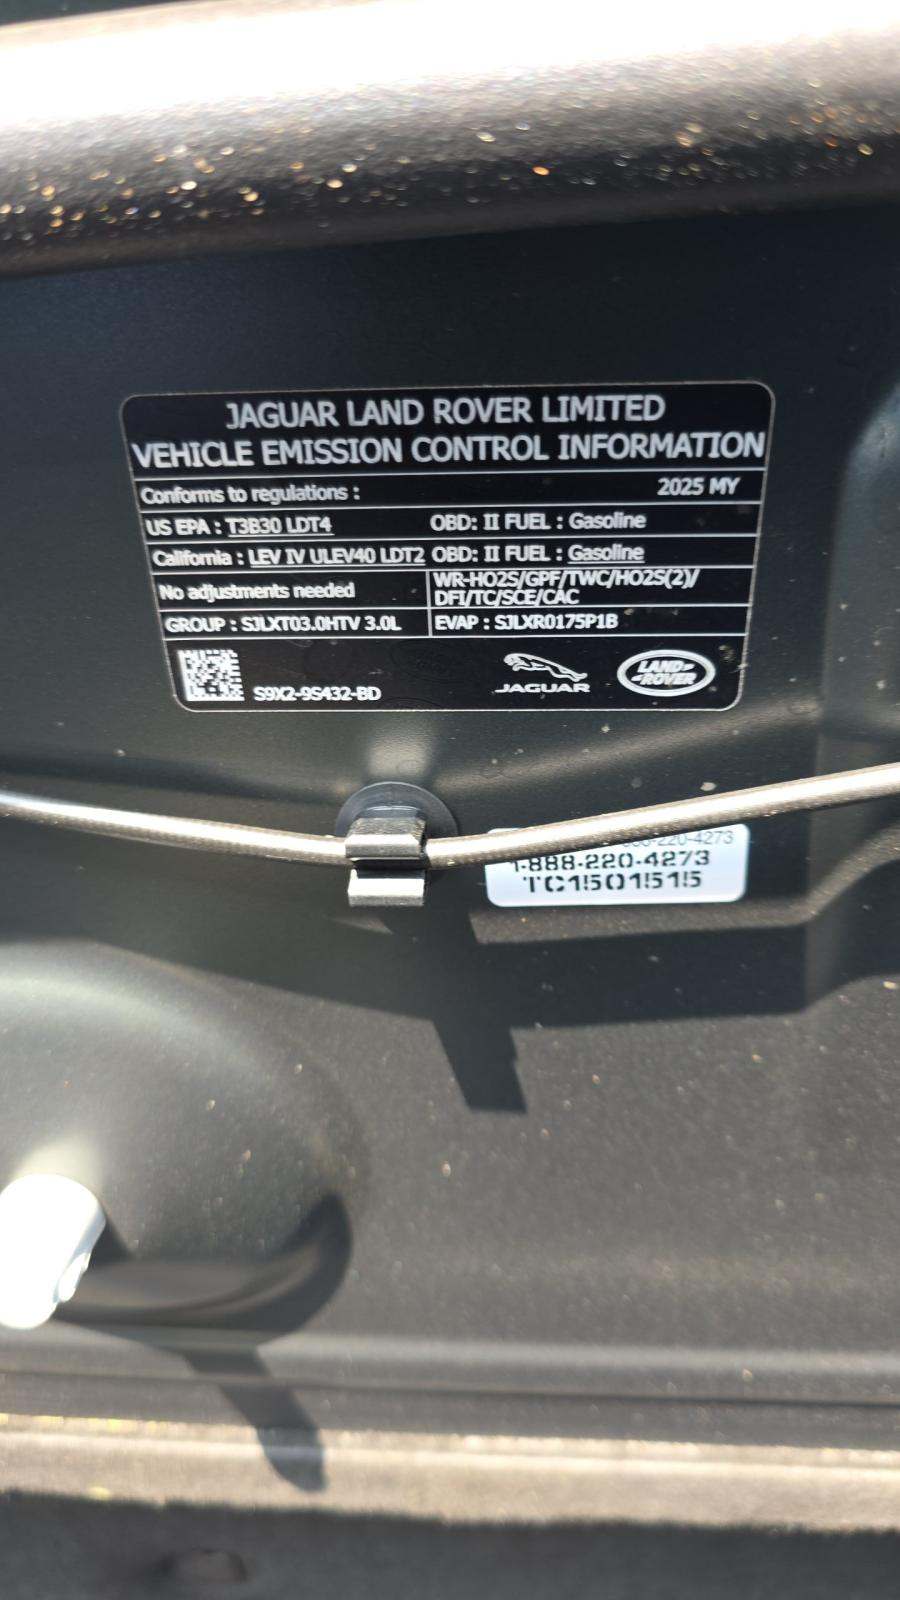 JAGUAR LAND ROVER LIMITED
VEHICLE EMISSION CONTROL INFORMATION
Conforms to regulations : 2025 MY
US EPA : T3B30 LDT4 OBD: II FUEL : Gasoline
California : LEV IV ULEV40 LDT2 OBD: II FUEL : Gasoline
No adjustments needed
WR-HO2S/GPF/TWC/HO2S(2)/
DFI/TC/SCE/CAC
GROUP : SJLXT03.0HTV 3.0L EVAP : SJLXR0175P1B
S9X2-9S432-BD
JAGUAR
LAND-
-ROVER
220-4273
1-888-220-4273
TC1501515